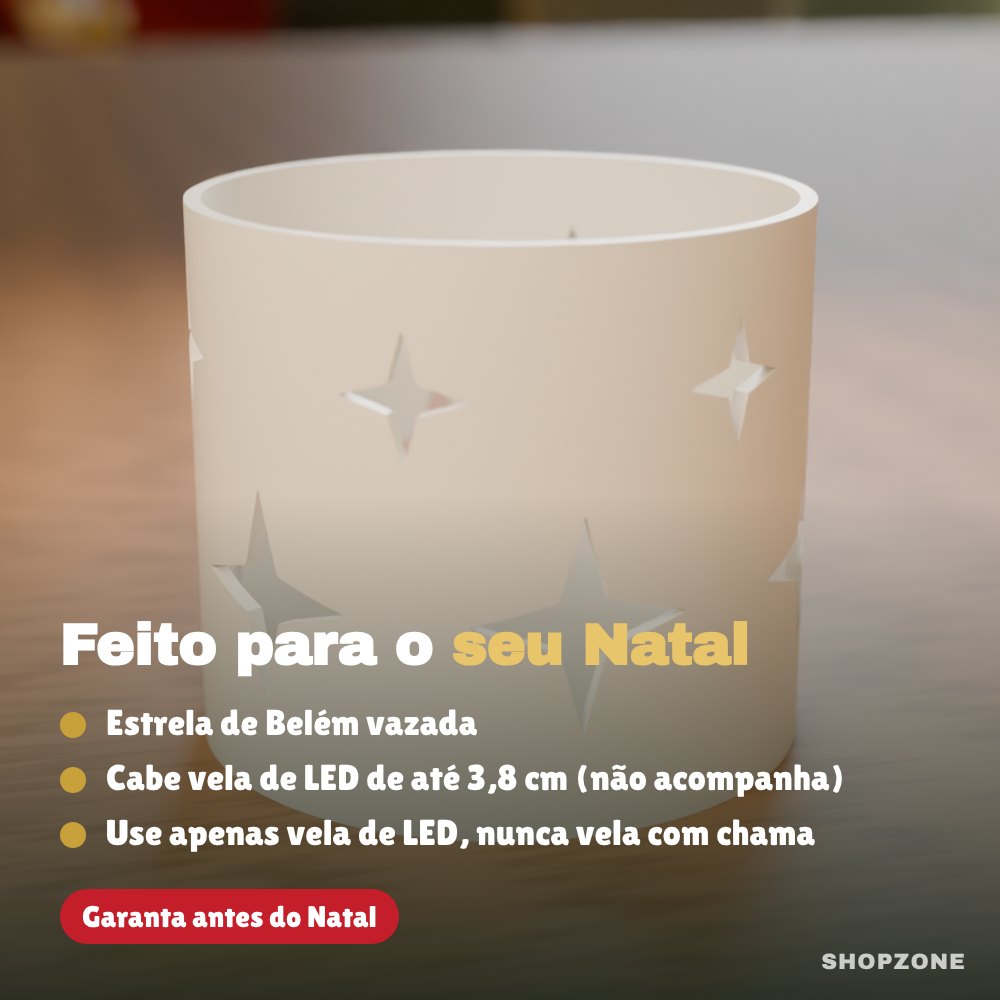 Feito para o seu Natal
Estrela de Belém vazada
Cabe vela de LED de até 3,8 cm (não acompanha)
Use apenas vela de LED, nunca vela com chama
Garanta antes do Natal
SHOPZONE